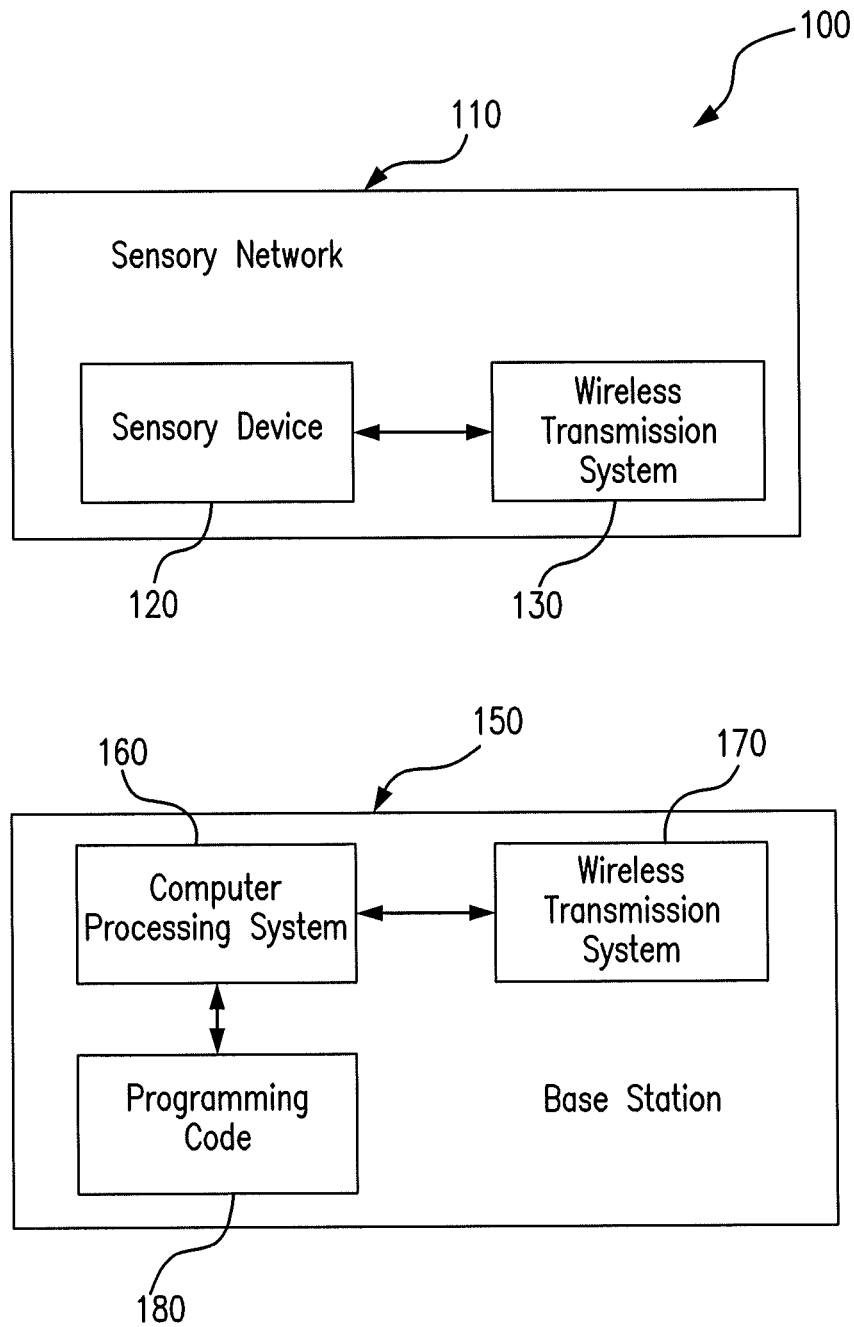 100
110
Sensory Network
Sensory Device
Wireless
Transmission
System
120
130
150
160
170
Computer
Processing System
Wireless
Transmission
System
Programming
Code
Base Station
180